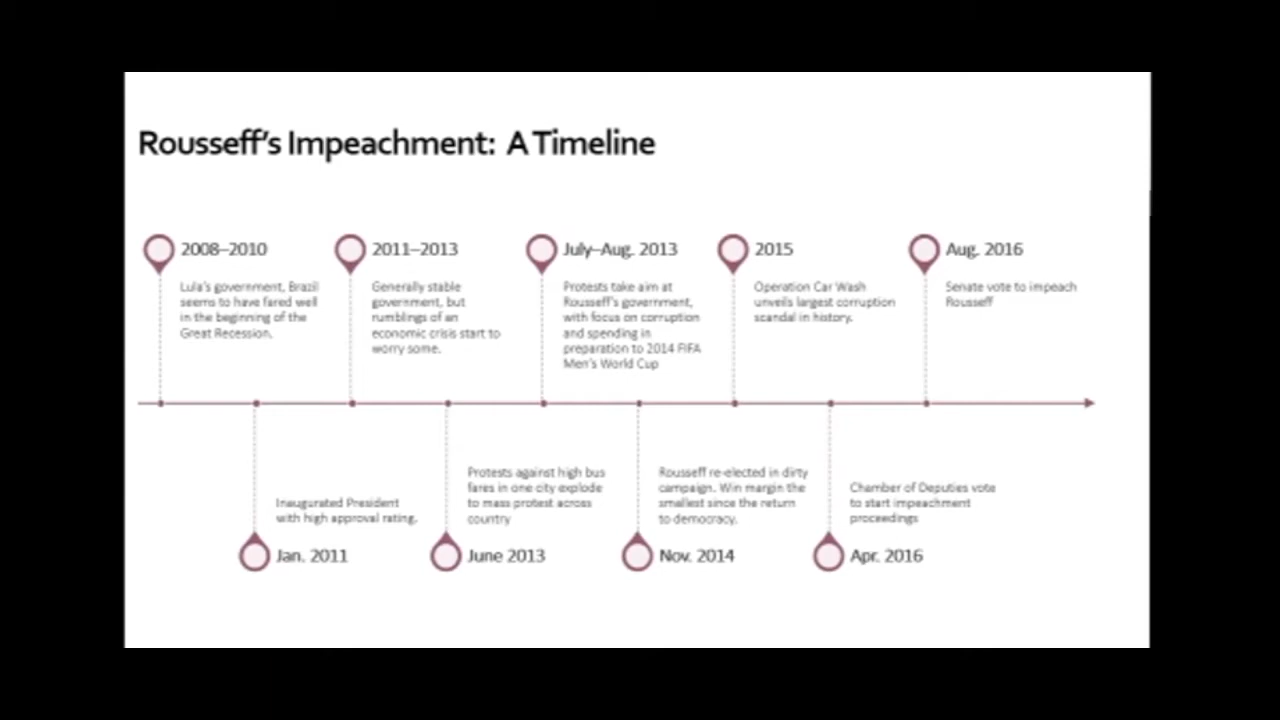 Rousseff's Impeachment: A Timeline
2008–2010
Lula's government, Brazil
seems to have fared well
in the beginning of the
Great Recession.
2011–2013
Generally stable
government, but
rumblings of an
economic crisis start to
worry some.
July–Aug. 2013
Protests take aim at
Rousseff's government,
with focus on corruption
and spending in
preparation to 2014 FIFA
Men's World Cup
2015
Operation Car Wash
unveils largest corruption
scandal in history.
Aug. 2016
Senate vote to impeach
Rousseff
Inaugurated President
with high approval rating.
Jan. 2011
Protests against high bus
fares in one city explode
to mass protest across
country
June 2013
Rousseff re-elected in dirty
campaign. Win margin the
smallest since the return
to democracy.
Nov. 2014
Chamber of Deputies vote
to start impeachment
proceedings
Apr. 2016